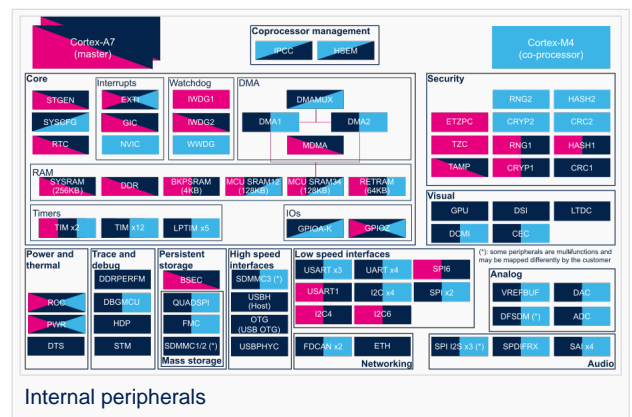 Cortex-A7
(master)
Coprocessor management
IPCC
HSEM
Cortex-M4
(co-processor)
Core
STGEN
SYSCFG
RTC
Interrupts
EXTI
GIC
NVIC
Watchdog
IWDG1
IWDG2
WWDG
DMA
DMAMUX
DMA1
DMA2
MDMA
Security
RNG2
HASH2
ETZPC
CRYP2
CRC2
TZC
RNG1
HASH1
TAMP
CRYP1
CRC1
RAM
SYSRAM
(256KB)
DDR
BKPSRAM
(4KB)
MCU SRAM12
(128KB)
MCU SRAM34
(128KB)
RETRAM
(64KB)
Timers
TIM x2
TIM x12
LPTIM x5
IOs
GPIOA-K
GPIOZ
Visual
GPU
DSI
LTDC
DCMI
CEC
(*): some peripherals are multifunctions and
may be mapped differently by the customer
Power and
thermal
RCC
PWR
DTS
Trace and
debug
DDRPERFM
DBGMCU
HDP
STM
Persistent
storage
BSEC
QUADSPI
FMC
SDMMC1/2 (*)
Mass storage
High speed
interfaces
SDMMC3 (*)
USBH
(Host)
OTG
(USB OTG)
USBPHYC
Low speed interfaces
USART x3
UART x4
SPI6
USART1
I2C x4
SPI x2
I2C4
I2C6
FDCAN x2
ETH
Networking
Analog
VREFBUF
DAC
DFSDM (*)
ADC
SPI I2S x3 (*)
SPDIFRX
SAI x4
Audio
Internal peripherals